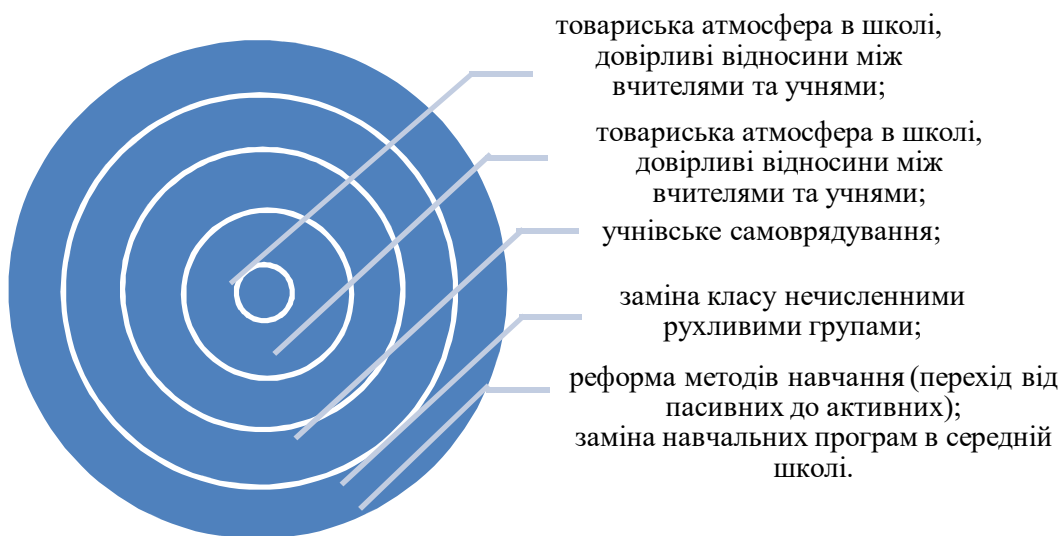 товариська атмосфера в школі,
довірливі відносини між
вчителями та учнями;
товариська атмосфера в школі,
довірливі відносини між
вчителями та учнями;
учнівське самоврядування;
заміна класу нечисленними
рухливими групами;
реформа методів навчання (перехід від
пасивних до активних);
заміна навчальних програм в середній
школі.